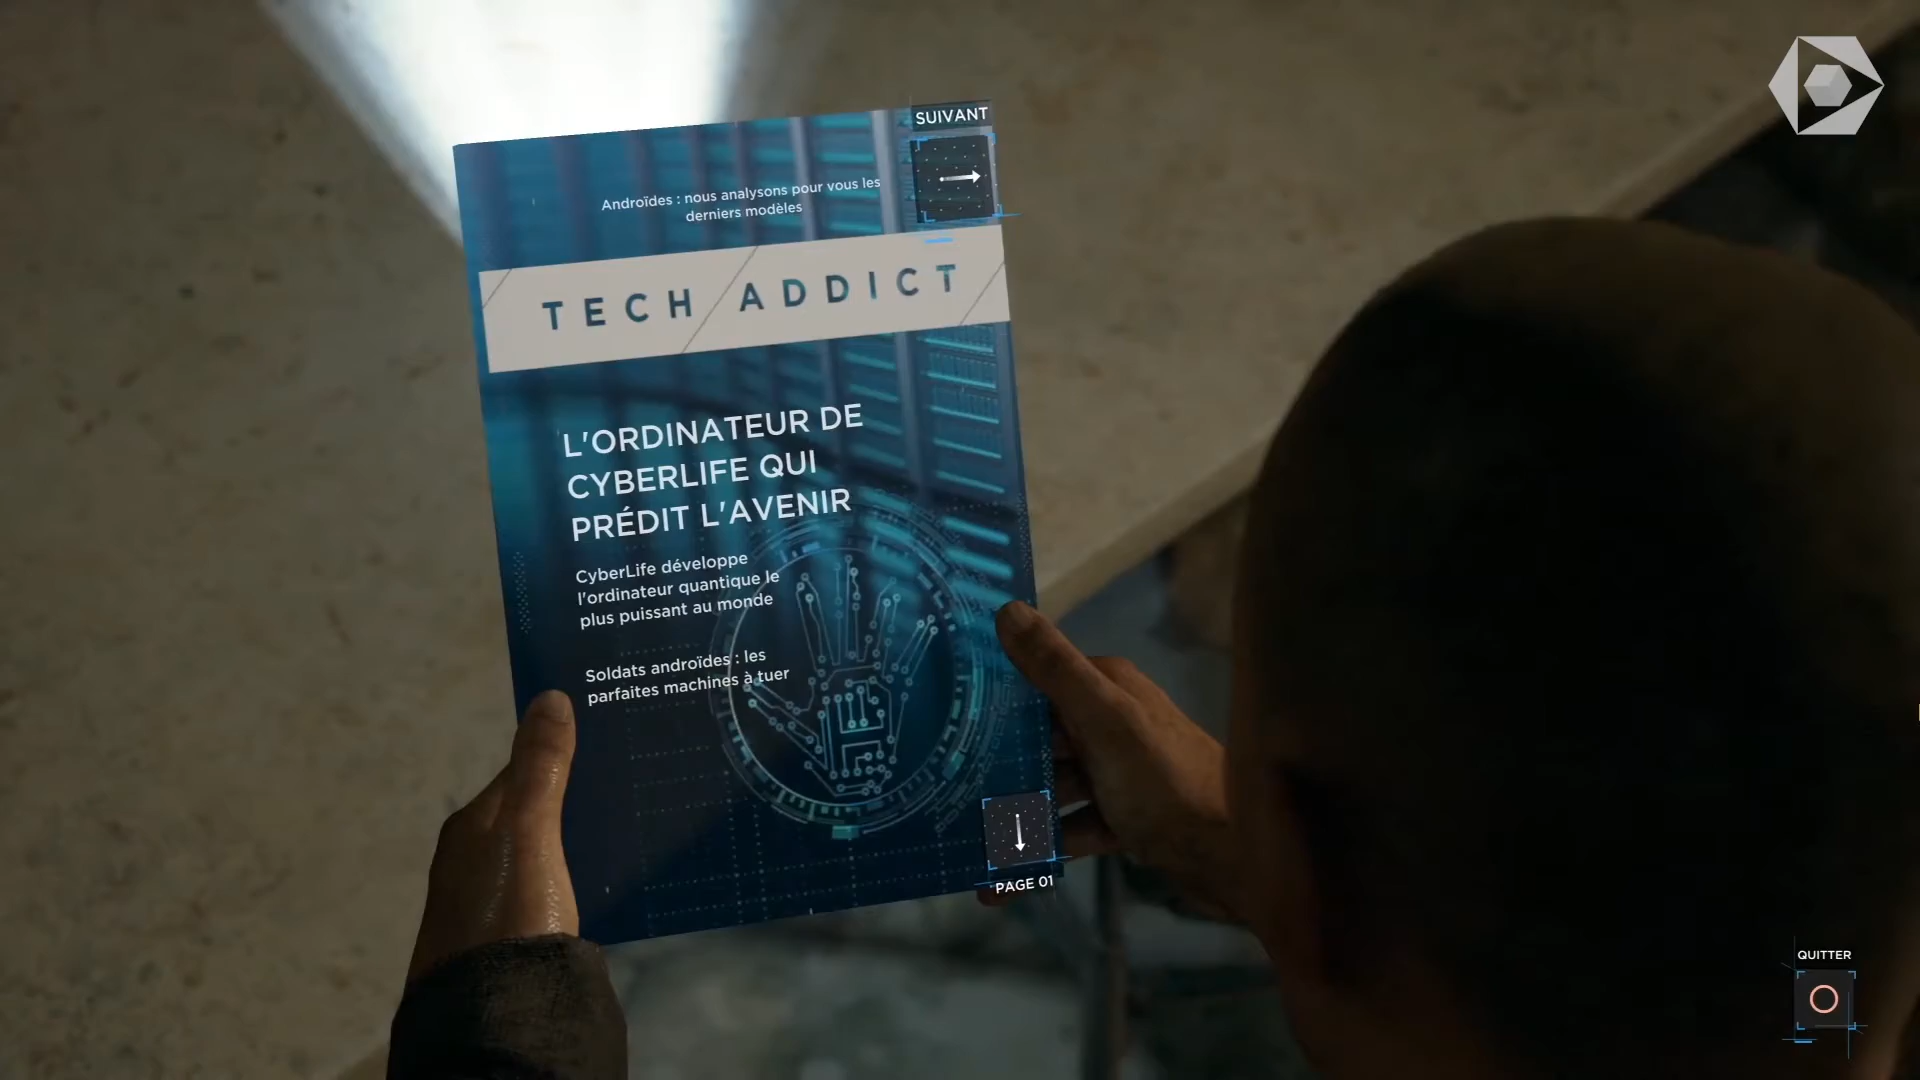 SUIVANT
Androïdes : nous analysons pour vous les
derniers modèles
TECH ADDICT
L'ORDINATEUR DE
CYBERLIFE QUI
PRÉDIT L'AVENIR
CyberLife développe
l'ordinateur quantique le
plus puissant au monde
Soldats androïdes : les
parfaites machines à tuer
PAGE 01
QUITTER